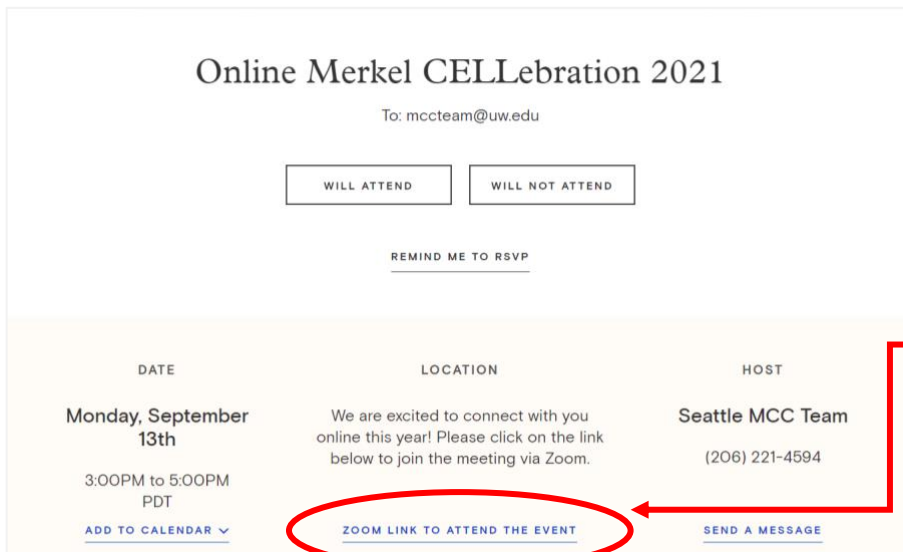 Online Merkel CELLebration 2021
To: mccteam@uw.edu
WILL ATTEND
WILL NOT ATTEND
REMIND ME TO RSVP
DATE
Monday, September
13th
3:00PM to 5:00PM
PDT
ADD TO CALENDAR
LOCATION
We are excited to connect with you
online this year! Please click on the link
below to join the meeting via Zoom.
ZOOM LINK TO ATTEND THE EVENT
HOST
Seattle MCC Team
(206) 221-4594
SEND A MESSAGE